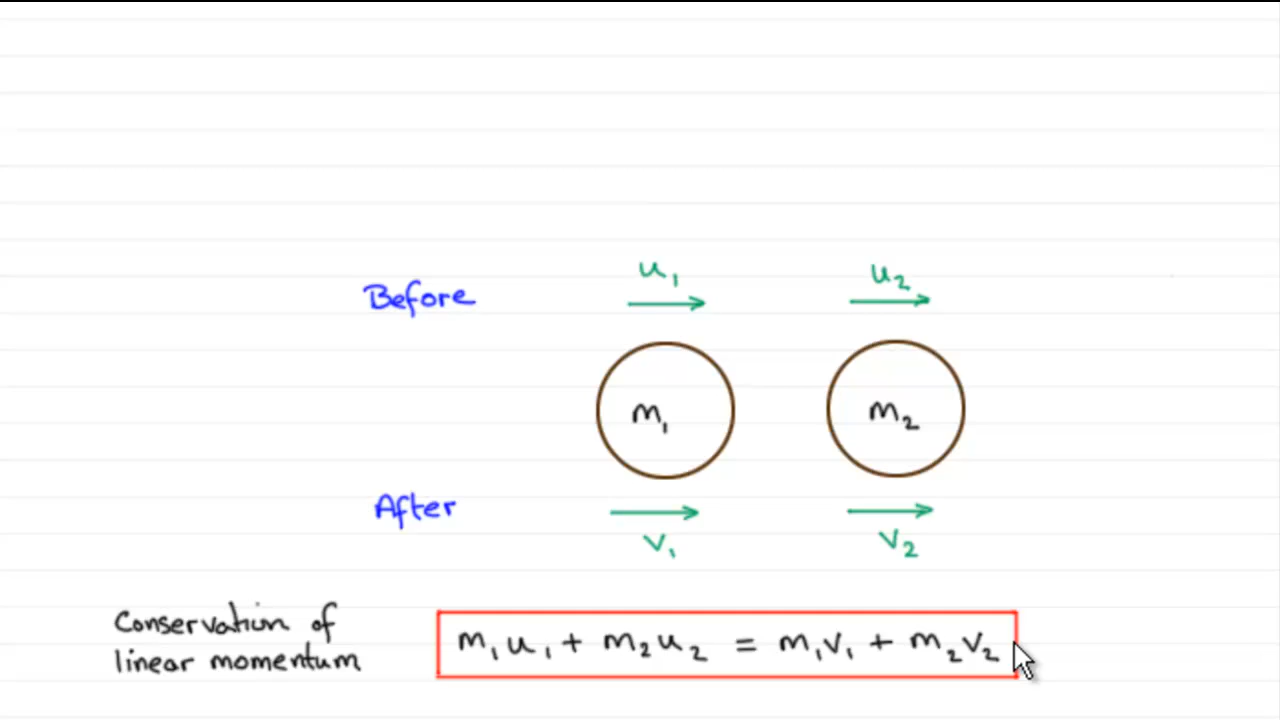 u₁ u₂
Before
m₁ m₂
After
v₁ v₂
Conservation of
linear momentum
m₁u₁ + m₂u₂ = m₁v₁ + m₂v₂